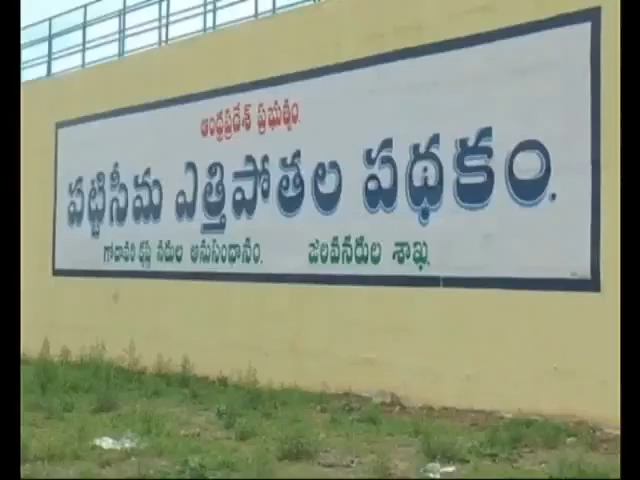 ఆంధ్రప్రదేశ్ ప్రభుత్వం.
పట్టిసీమ ఎత్తిపోతల పథకం.
గోదావరి కృష్ణ నదుల అనుసంధానం. జలవనరుల శాఖ